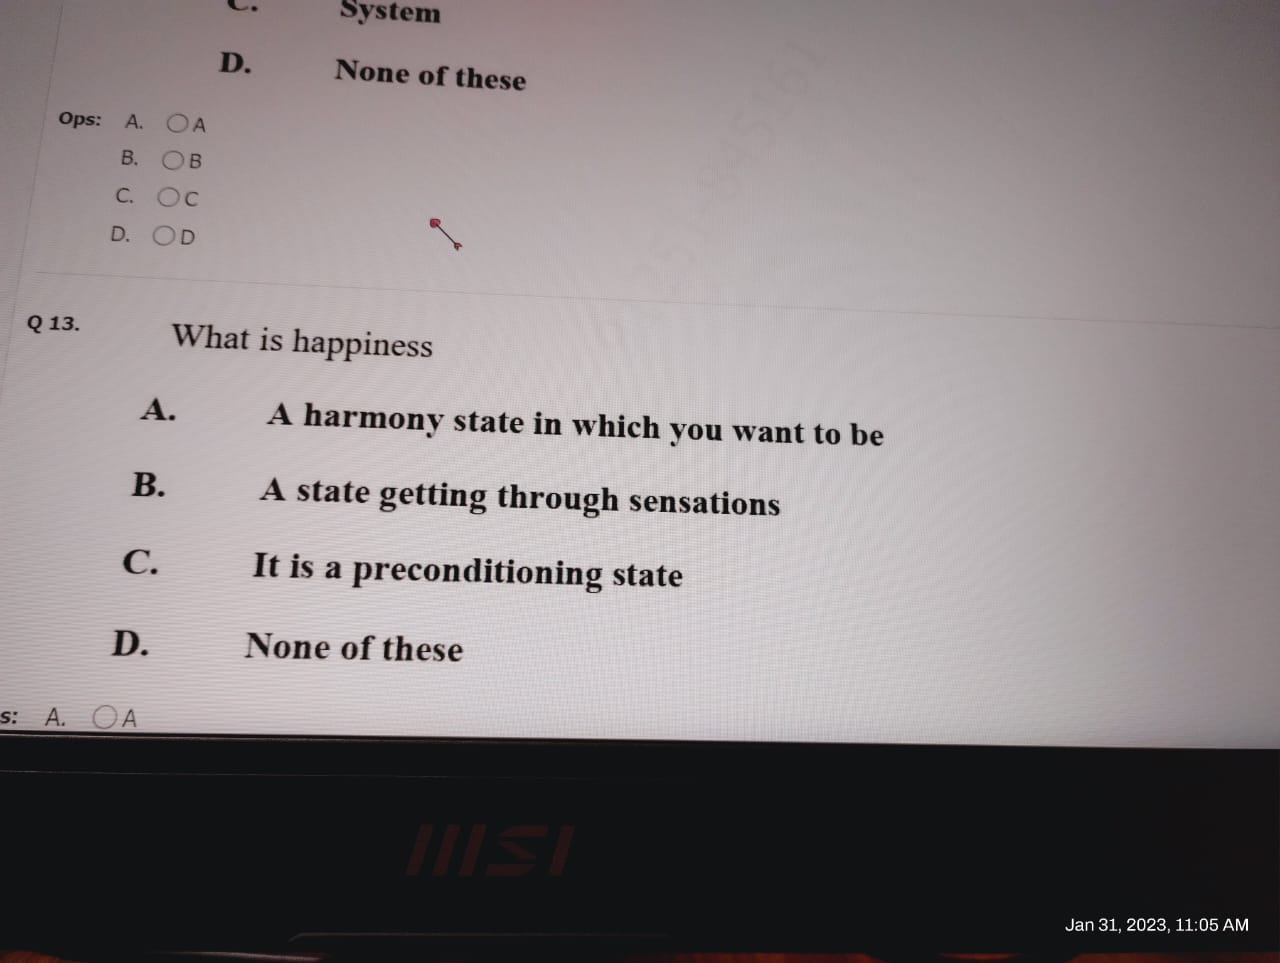 C. System
D. None of these
Ops: A. A
B. B
C. C
D. D
Q 13. What is happiness
A. A harmony state in which you want to be
B. A state getting through sensations
C. It is a preconditioning state
D. None of these
s: A. A
msi
Jan 31, 2023, 11:05 AM